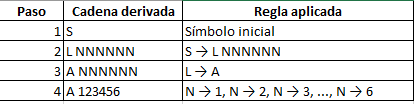 Paso Cadena derivada Regla aplicada
1 S Símbolo inicial
2 L NNNNNN S → L NNNNNN
3 A NNNNNN L → A
4 A 123456 N → 1, N → 2, N → 3, ..., N → 6